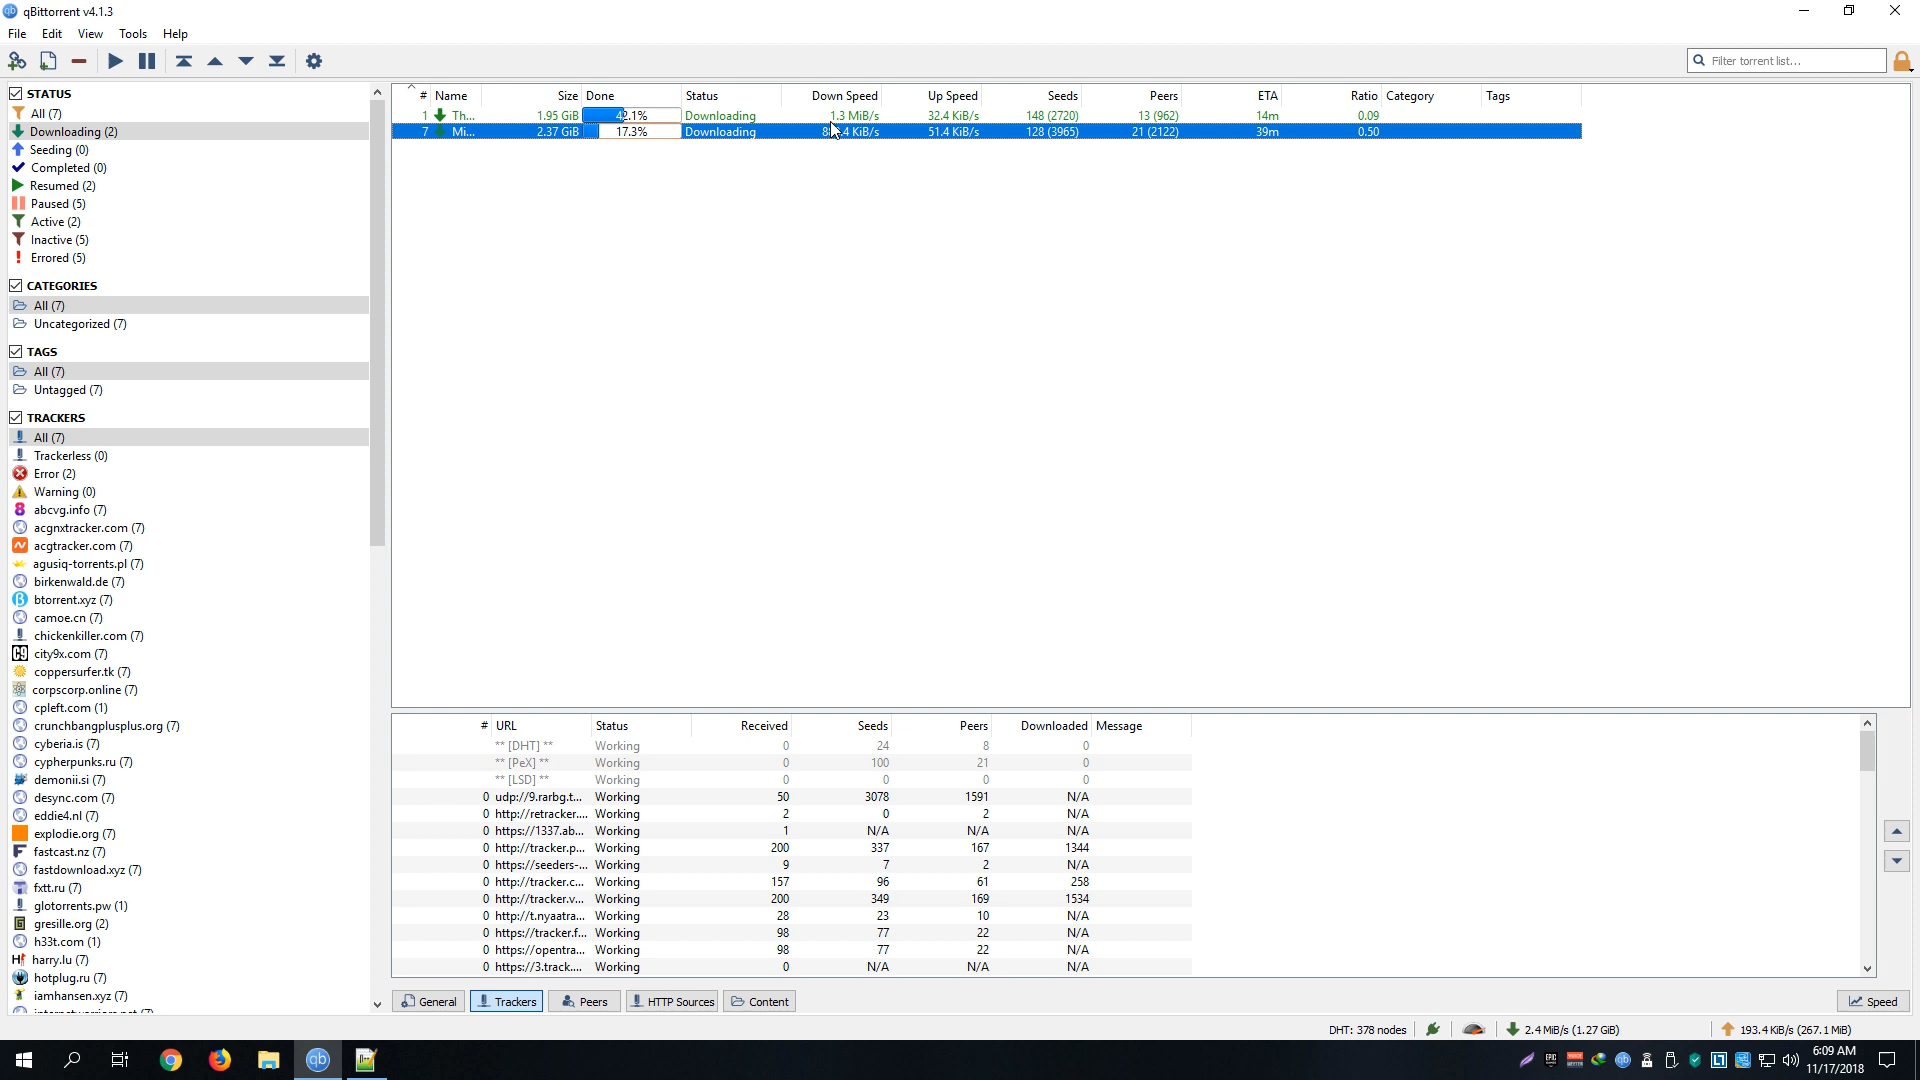 qBittorrent v4.1.3
File Edit View Tools Help
Filter torrent list...
STATUS
All (7)
Downloading (2)
Seeding (0)
Completed (0)
Resumed (2)
Paused (5)
Active (2)
Inactive (5)
Errored (5)
CATEGORIES
All (7)
Uncategorized (7)
TAGS
All (7)
Untagged (7)
TRACKERS
All (7)
Trackerless (0)
Error (2)
Warning (0)
abcvg.info (7)
acgnxtracker.com (7)
acgtracker.com (7)
agusiq-torrents.pl (7)
birkenwald.de (7)
btorrent.xyz (7)
camoe.cn (7)
chickenkiller.com (7)
city9x.com (7)
coppersurfer.tk (7)
corpscorp.online (7)
cpleft.com (1)
crunchbangplusplus.org (7)
cyberia.is (7)
cypherpunks.ru (7)
demonii.si (7)
desync.com (7)
eddie4.nl (7)
explodie.org (7)
fastcast.nz (7)
fastdownload.xyz (7)
fxtt.ru (7)
glotorrents.pw (1)
gresille.org (2)
h33t.com (1)
harry.lu (7)
hotplug.ru (7)
iamhansen.xyz (7)
# Name Size Done Status Down Speed Up Speed Seeds Peers ETA Ratio Category Tags
1 Th... 1.95 GiB 42.1% Downloading 1.3 MiB/s 32.4 KiB/s 148 (2720) 13 (962) 14m 0.09
7 Mi... 2.37 GiB 17.3% Downloading KiB/s 51.4 KiB/s 128 (3965) 21 (2122) 39m 0.50
# URL Status Received Seeds Peers Downloaded Message
** [DHT] ** Working 0 24 8 0
** [PeX] ** Working 0 100 21 0
** [LSD] ** Working 0 0 0 0
0 udp://9.rarbg.t... Working 50 3078 1591 N/A
0 http://retracker.... Working 2 0 2 N/A
0 https://1337.ab... Working 1 N/A N/A N/A
0 http://tracker.p... Working 200 337 167 1344
0 https://seeders-... Working 9 7 2 N/A
0 http://tracker.c... Working 157 96 61 258
0 http://tracker.v... Working 200 349 169 1534
0 http://t.nyaatra... Working 28 23 10 N/A
0 https://tracker.f... Working 98 77 22 N/A
0 https://opentra... Working 98 77 22 N/A
0 https://3.track.... Working 0 N/A N/A N/A
General Trackers Peers HTTP Sources Content Speed
DHT: 378 nodes 2.4 MiB/s (1.27 GiB) 193.4 KiB/s (267.1 MiB)
6:09 AM
11/17/2018